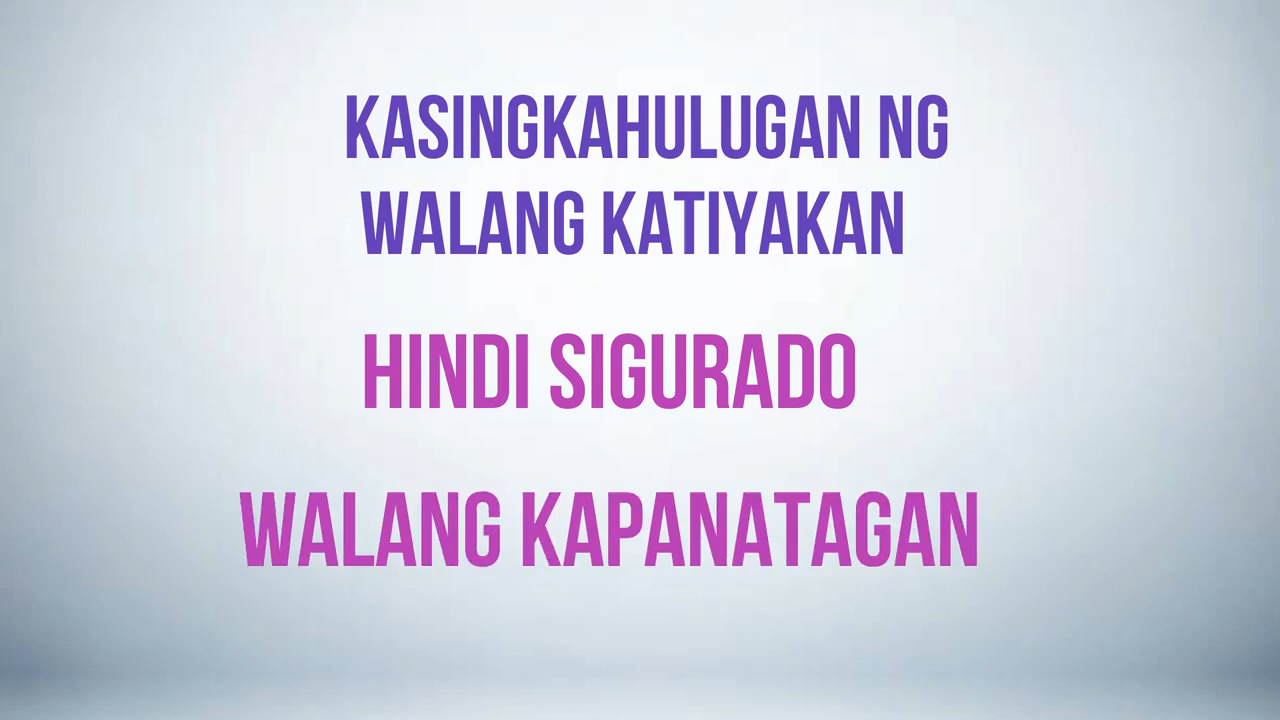 KASINGKAHULUGAN NG
WALANG KATIYAKAN
HINDI SIGURADO
WALANG KAPANATAGAN